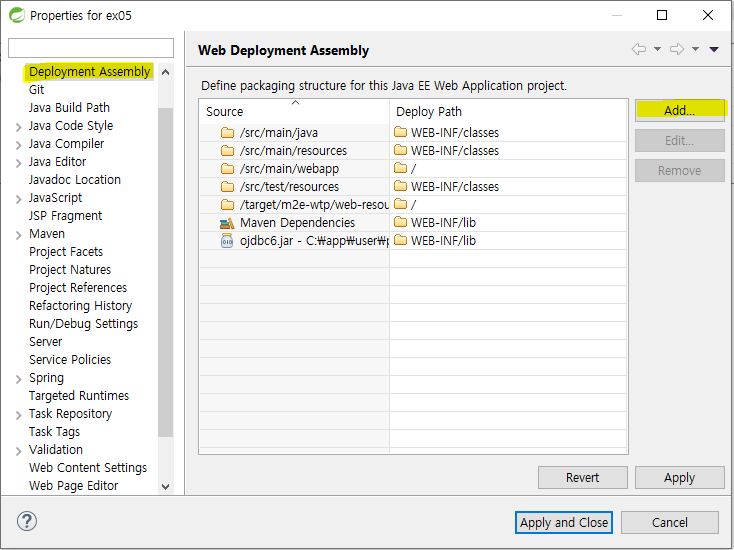 Properties for ex05
Web Deployment Assembly
Deployment Assembly
Git
Java Build Path
Java Code Style
Java Compiler
Java Editor
Javadoc Location
JavaScript
JSP Fragment
Maven
Project Facets
Project Natures
Project References
Refactoring History
Run/Debug Settings
Server
Service Policies
Spring
Targeted Runtimes
Task Repository
Task Tags
Validation
Web Content Settings
Web Page Editor
Define packaging structure for this Java EE Web Application project.
Source Deploy Path
/src/main/java WEB-INF/classes
/src/main/resources WEB-INF/classes
/src/main/webapp /
/src/test/resources WEB-INF/classes
/target/m2e-wtp/web-resou /
Maven Dependencies WEB-INF/lib
ojdbc6.jar - C:₩app₩user₩p WEB-INF/lib
Add...
Edit...
Remove
Revert Apply
Apply and Close Cancel